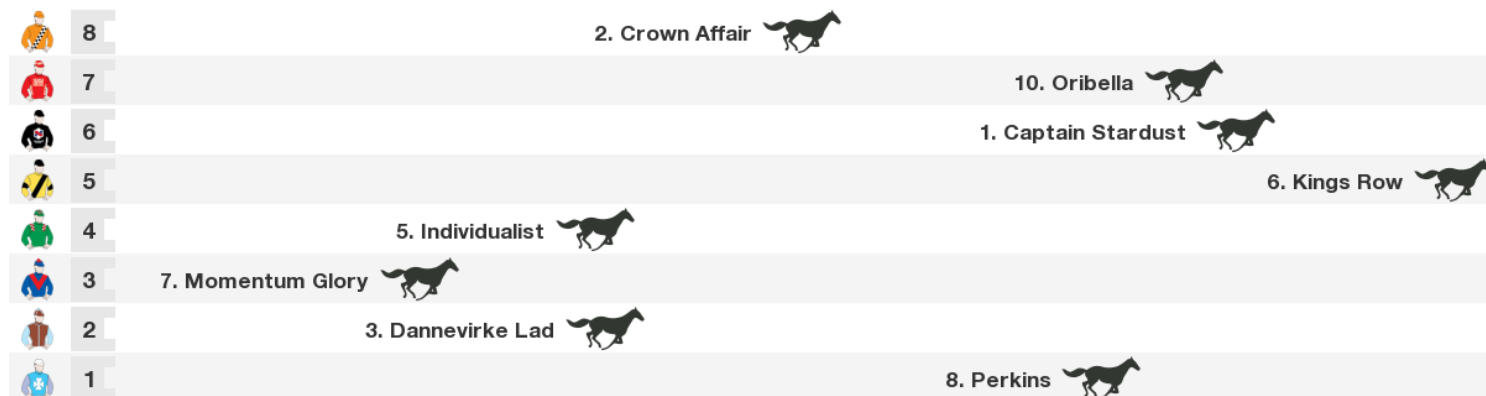 8 2. Crown Affair
7 10. Oribella
6 1. Captain Stardust
5 6. Kings Row
4 5. Individualist
3 7. Momentum Glory
2 3. Dannevirke Lad
1 8. Perkins